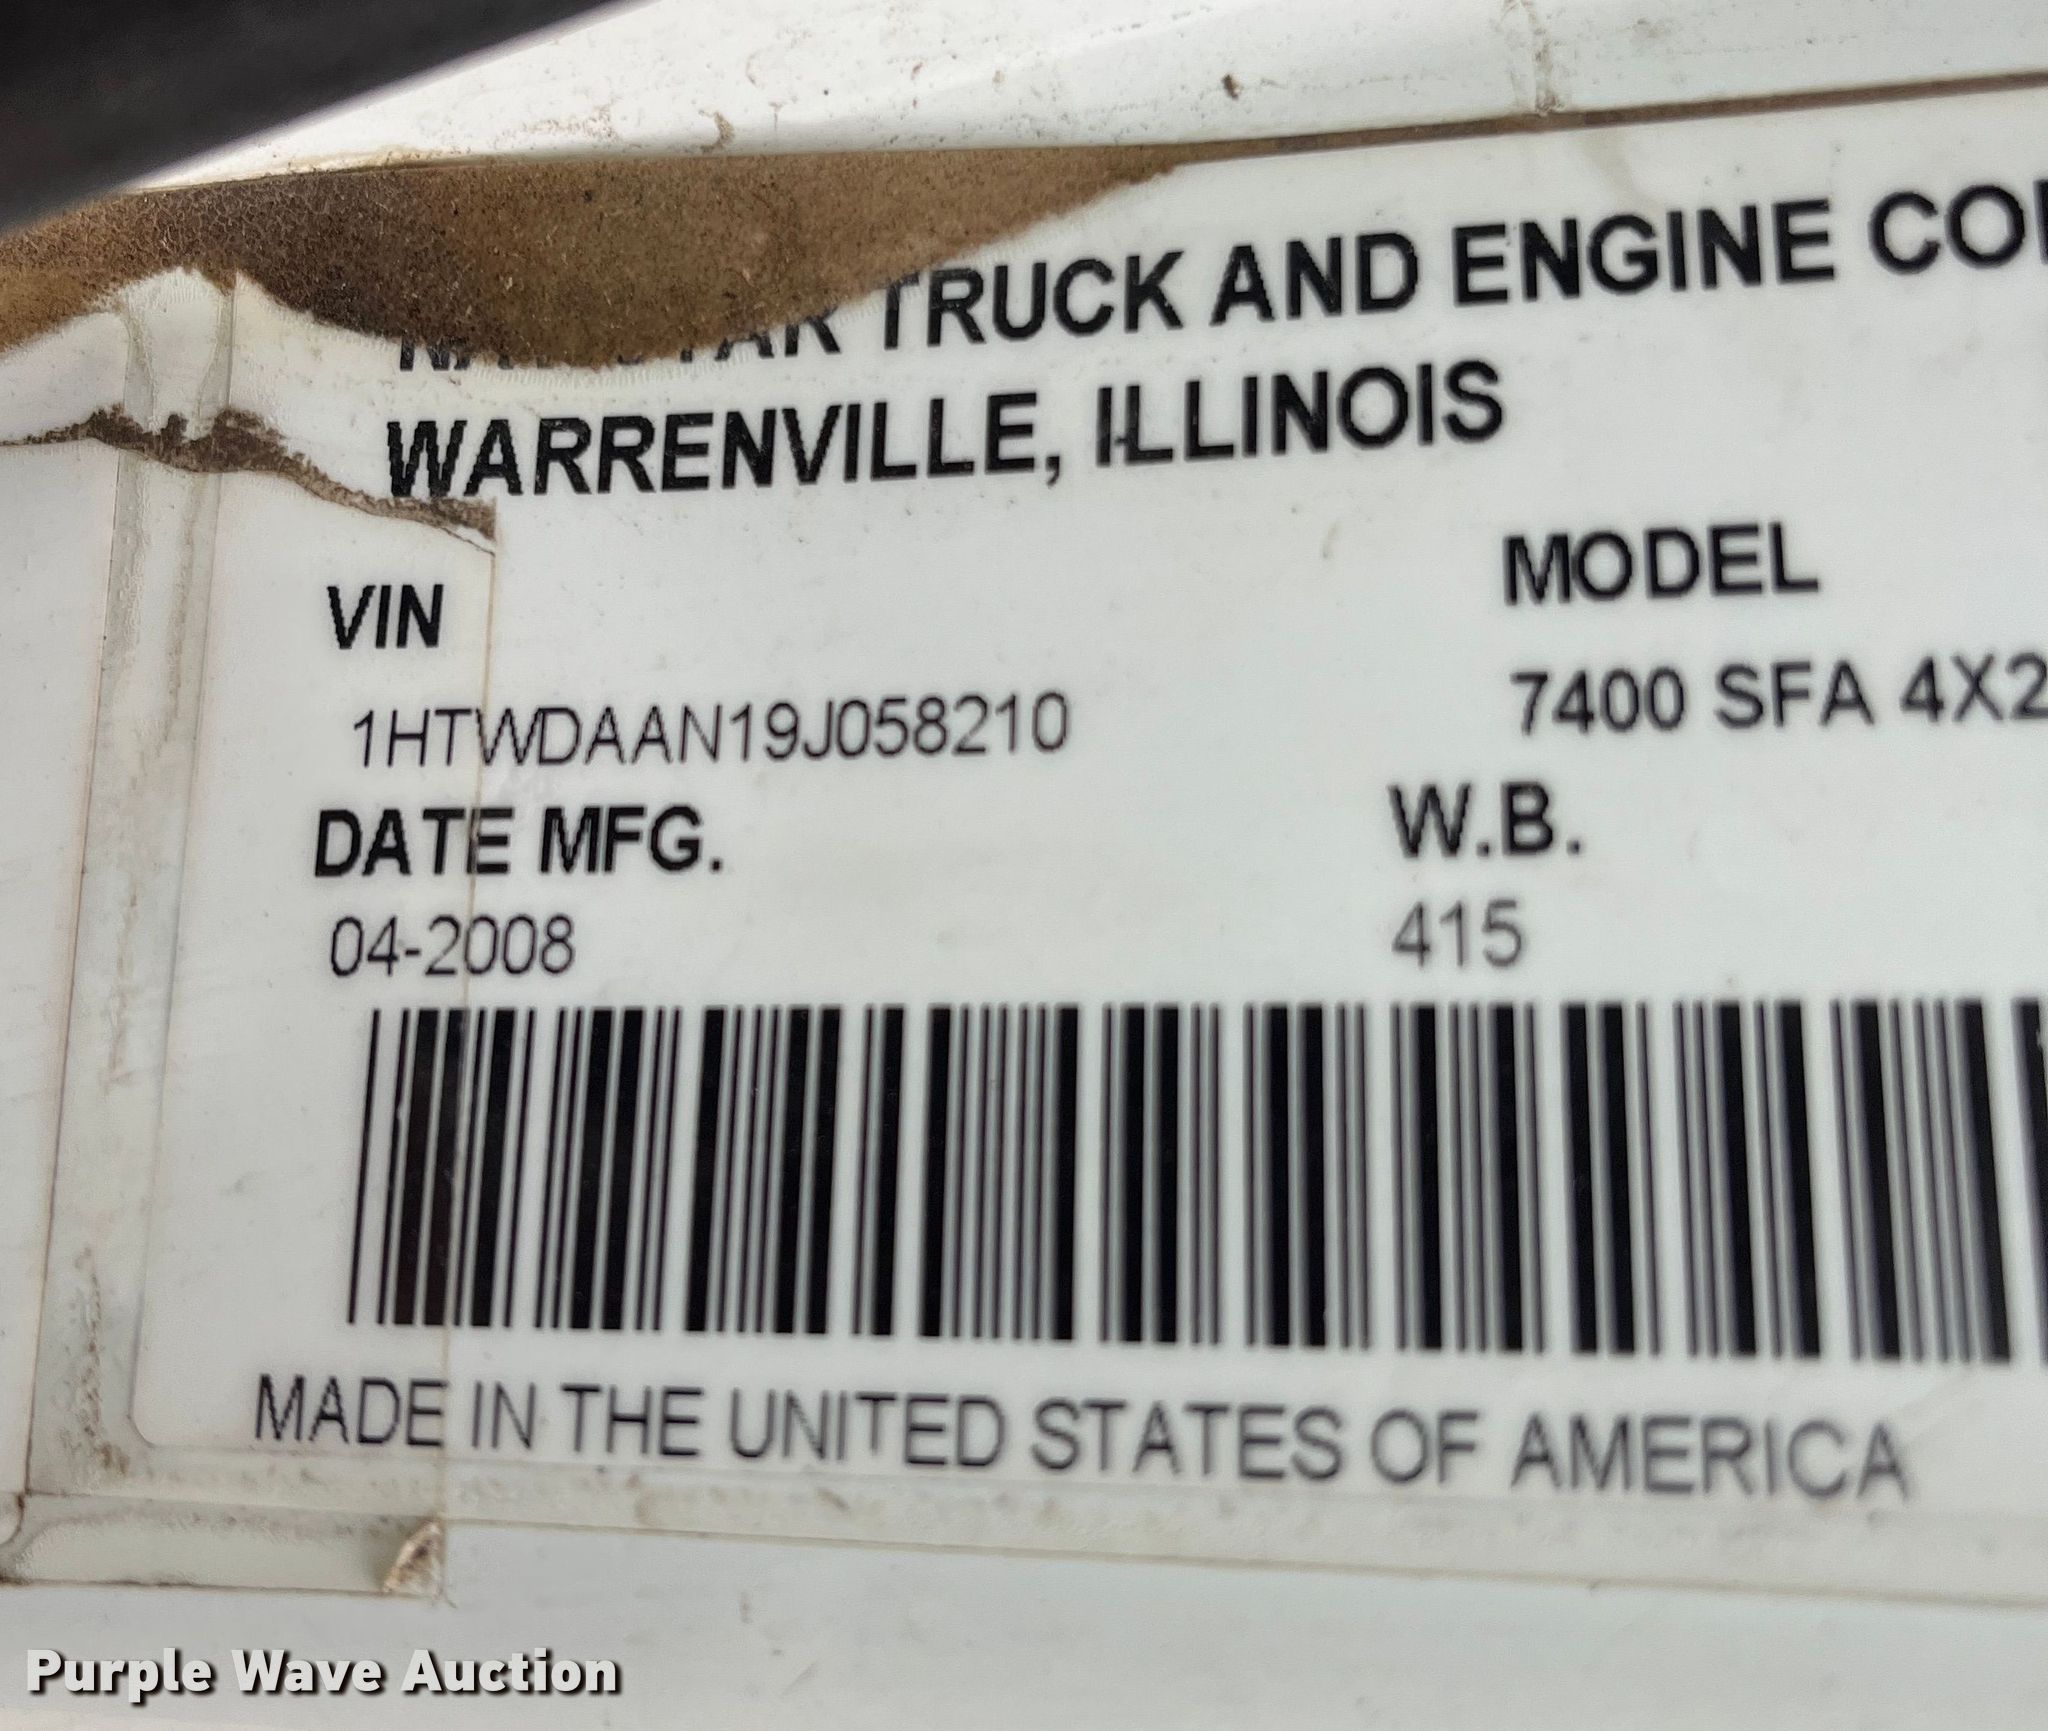 TRUCK AND ENGINE
WARRENVILLE, ILLINOIS
VIN
MODEL
1HTWDAAN19J058210
7400 SFA 4X2
DATE MFG.
W.B.
04-2008
415
MADE IN THE UNITED STATES OF AMERICA
Purple Wave Auction